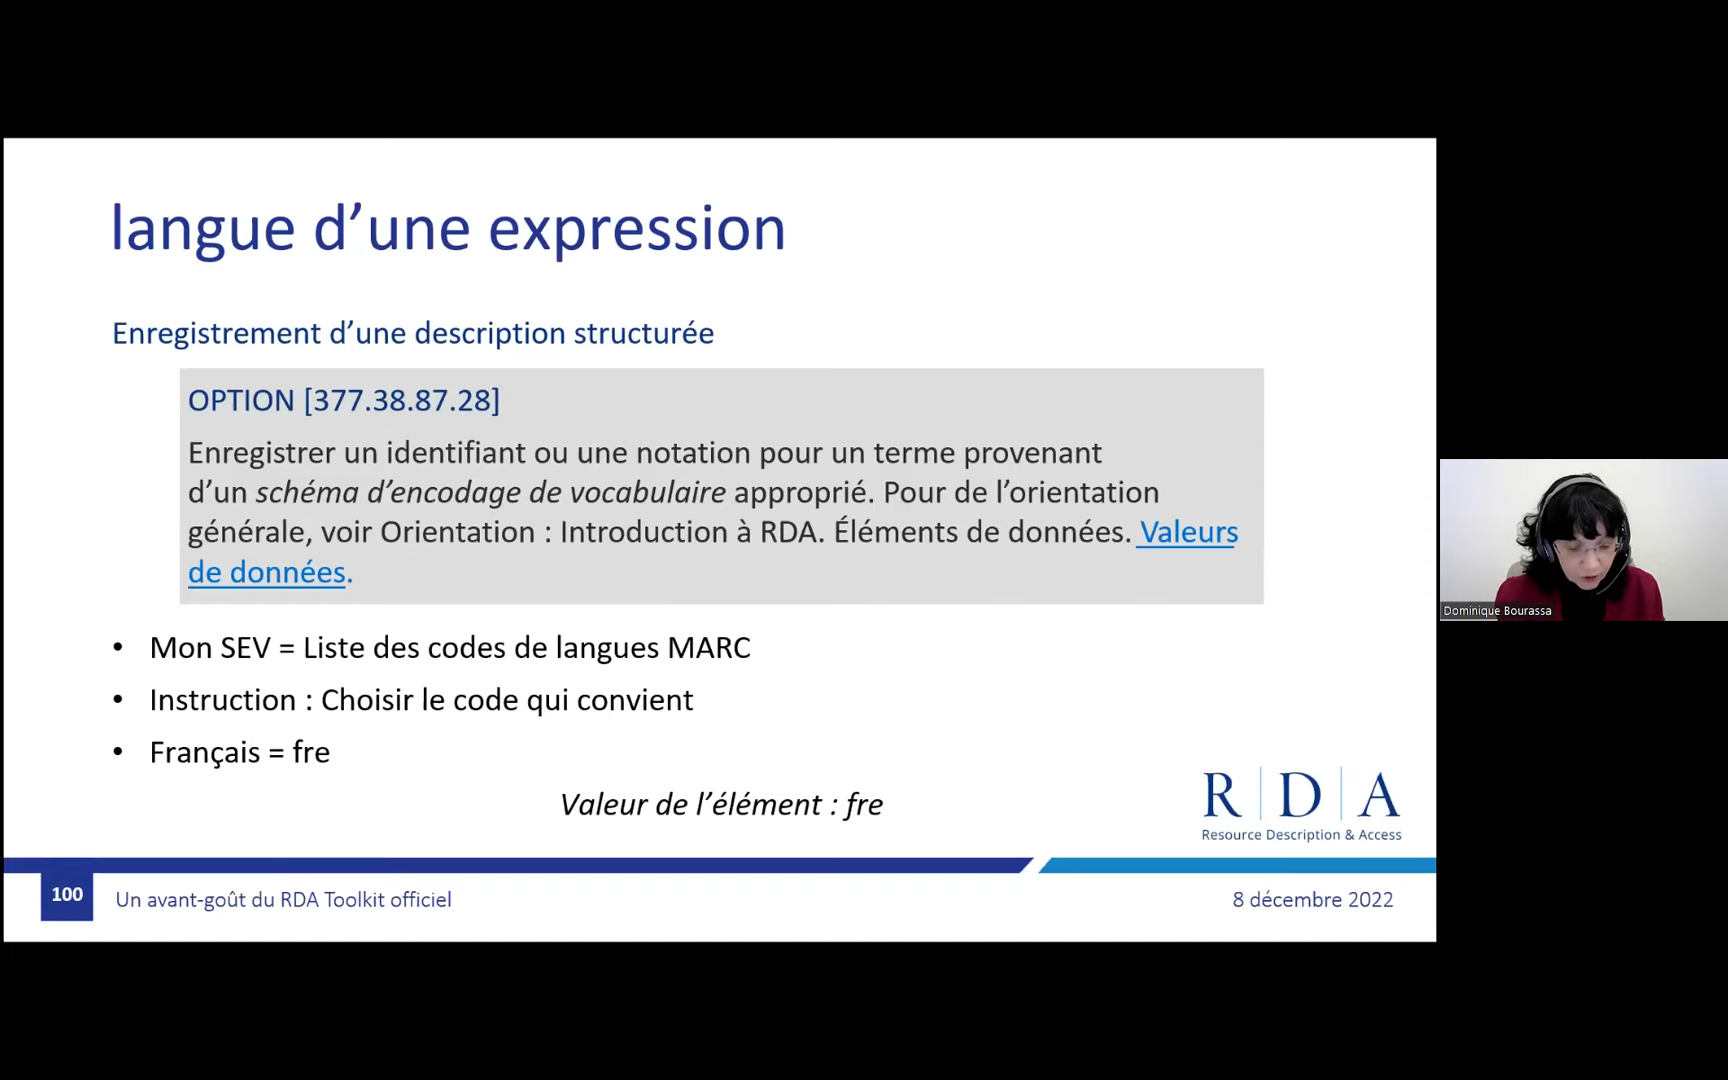 langue d’une expression
Enregistrement d’une description structurée
OPTION [377.38.87.28]
Enregistrer un identifiant ou une notation pour un terme provenant
d’un schéma d’encodage de vocabulaire approprié. Pour de l’orientation
générale, voir Orientation : Introduction à RDA. Éléments de données. Valeurs
de données.
• Mon SEV = Liste des codes de langues MARC
• Instruction : Choisir le code qui convient
• Français = fre
Valeur de l’élément : fre
R D A
Resource Description & Access
100
Un avant-goût du RDA Toolkit officiel
8 décembre 2022
Dominique Bourassa